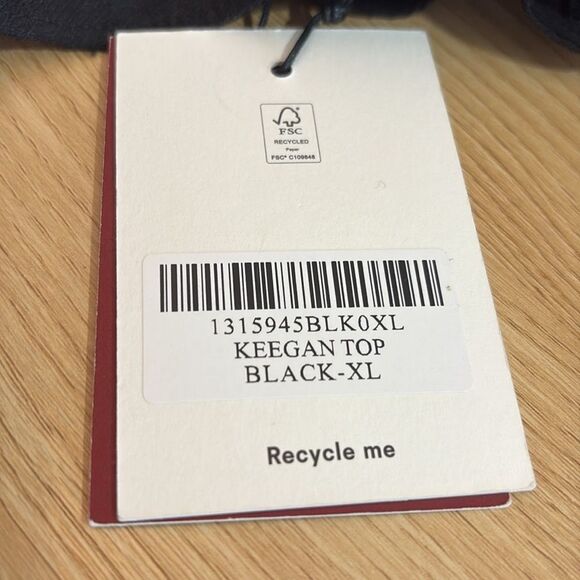 FSC
RECYCLED
Paper
FSC® C109848
1315945BLK0XL
KEEGAN TOP
BLACK-XL
Recycle me